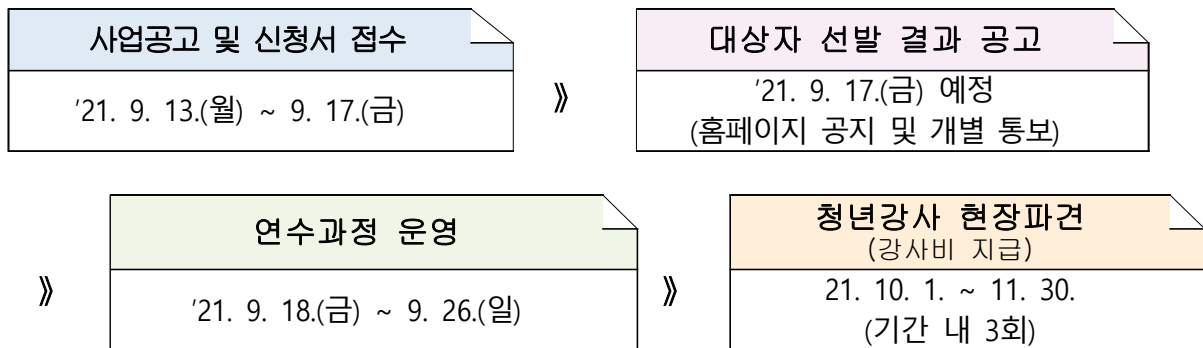 사업공고 및 신청서 접수
'21. 9. 13.(월) ~ 9. 17.(금)
》
대상자 선발 결과 공고
'21. 9. 17.(금) 예정
(홈페이지 공지 및 개별 통보)
》
연수과정 운영
'21. 9. 18.(금) ~ 9. 26.(일)
》
청년강사 현장파견
(강사비 지급)
21. 10. 1. ~ 11. 30.
(기간 내 3회)